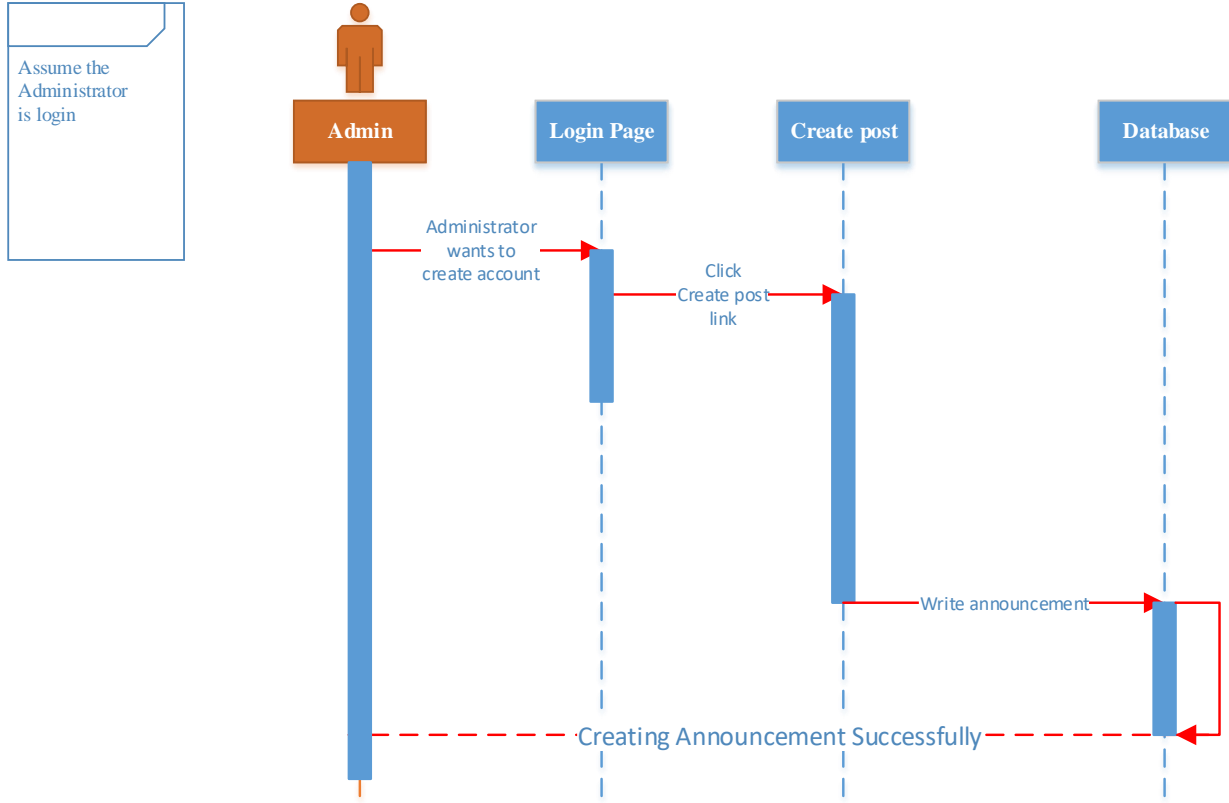 Assume the
Administrator
is login
Admin
Login Page
Create post
Database
Administrator
wants to
create account
Click
Create post
link
Write announcement
Creating Announcement Successfully